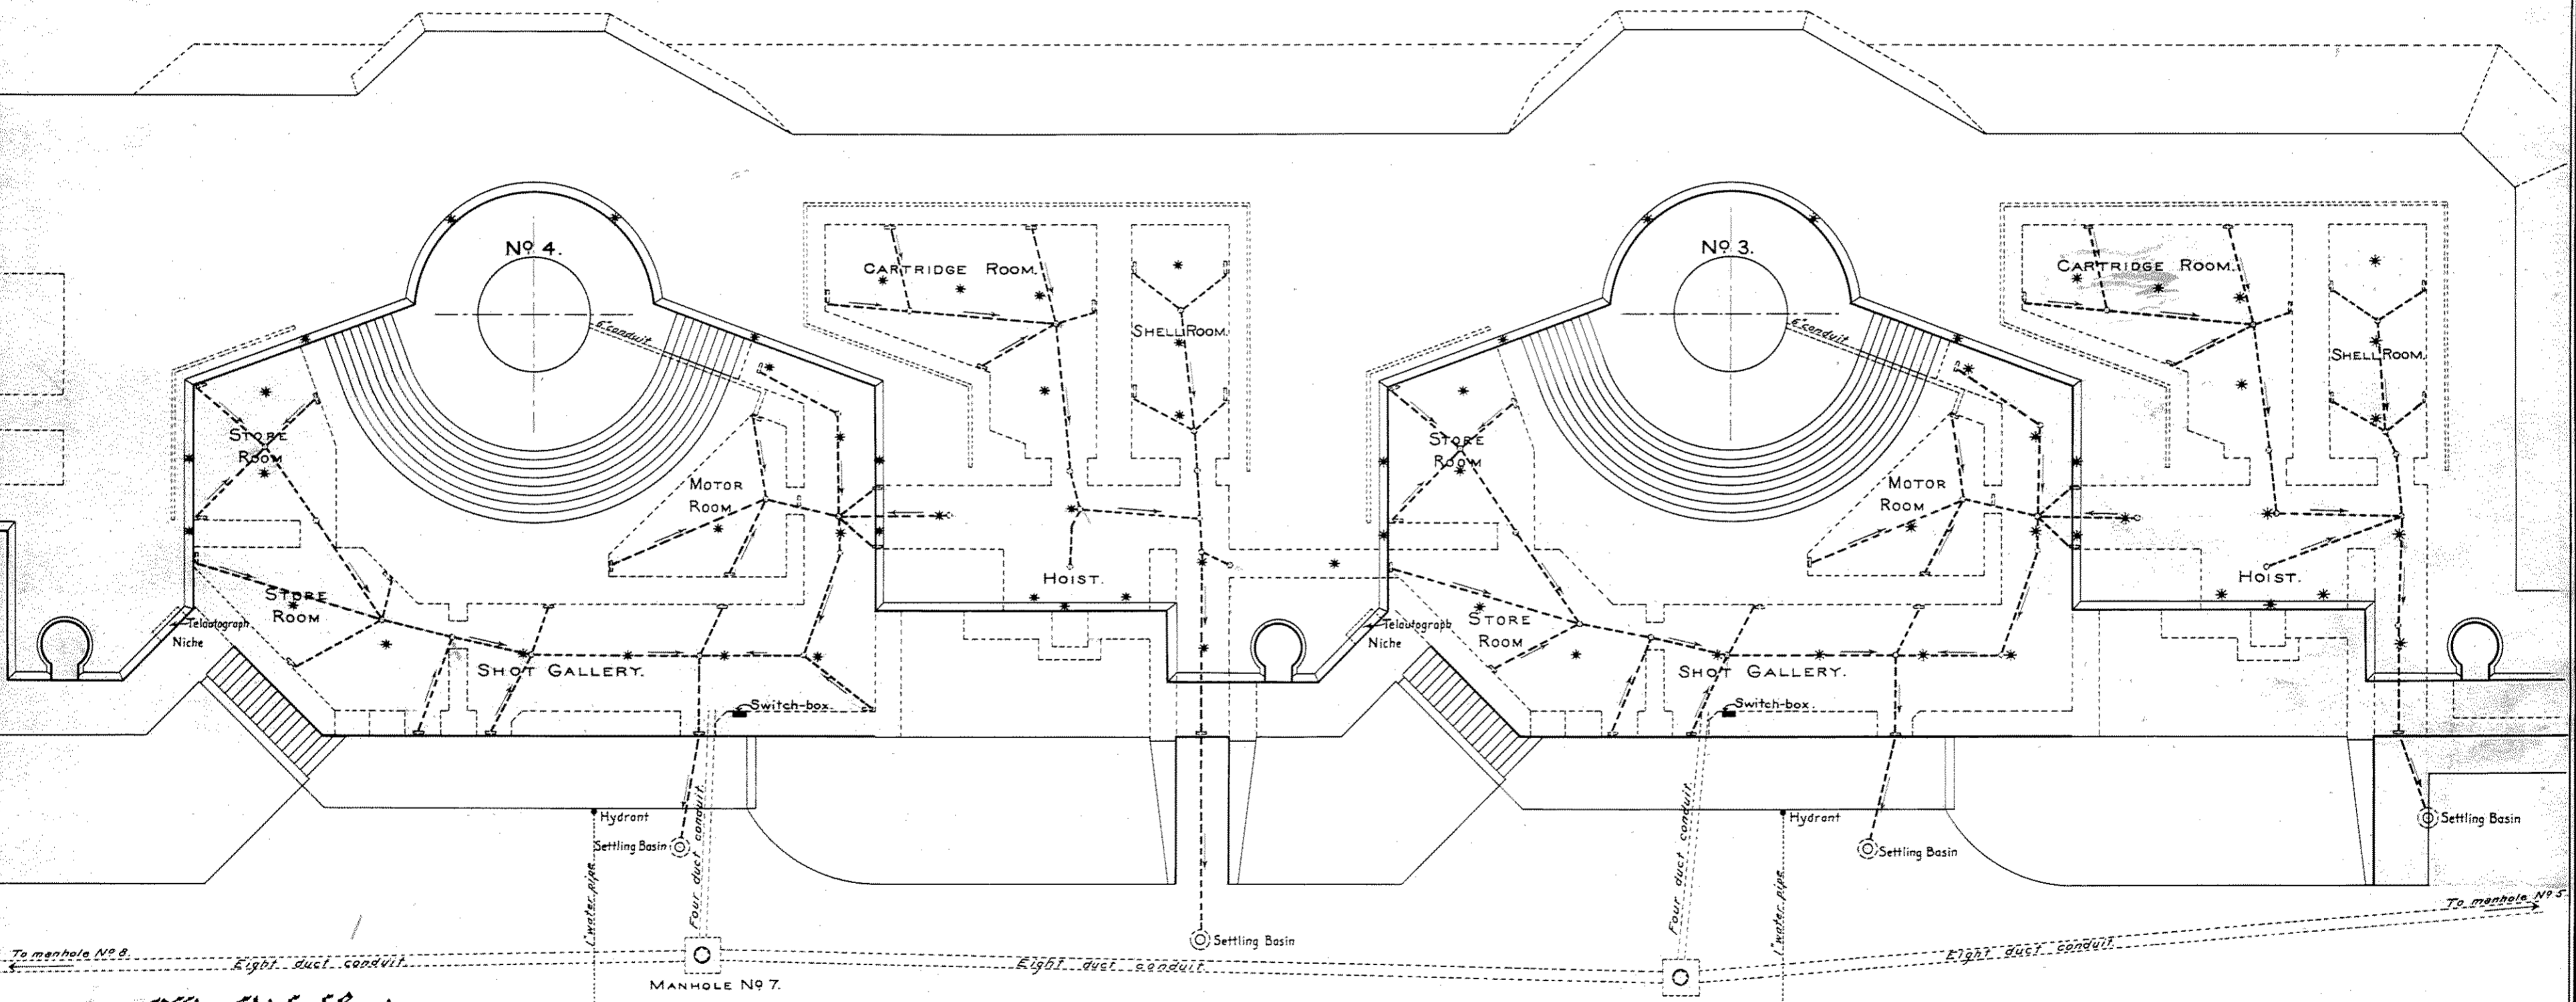 Nº 4.
Nº 3.
CARTRIDGE ROOM.
CARTRIDGE ROOM.
6" conduit
6" conduit
SHELL ROOM.
SHELL ROOM.
STORE
ROOM
MOTOR
ROOM
STORE
ROOM
MOTOR
ROOM
HOIST.
HOIST.
STORE
ROOM
Telautograph
Niche
STORE
ROOM
Telautograph
Niche
SHOT GALLERY.
SHOT GALLERY.
Switch-box.
Switch-box.
Hydrant
Hydrant
Settling Basin
Settling Basin
Settling Basin
Four duct conduit.
Four duct conduit.
1" water pipe.
1" water pipe.
Settling Basin
To manhole Nº 8.
To manhole Nº 5.
Eight duct conduit.
Eight duct conduit.
Eight duct conduit.
MANHOLE Nº 7.